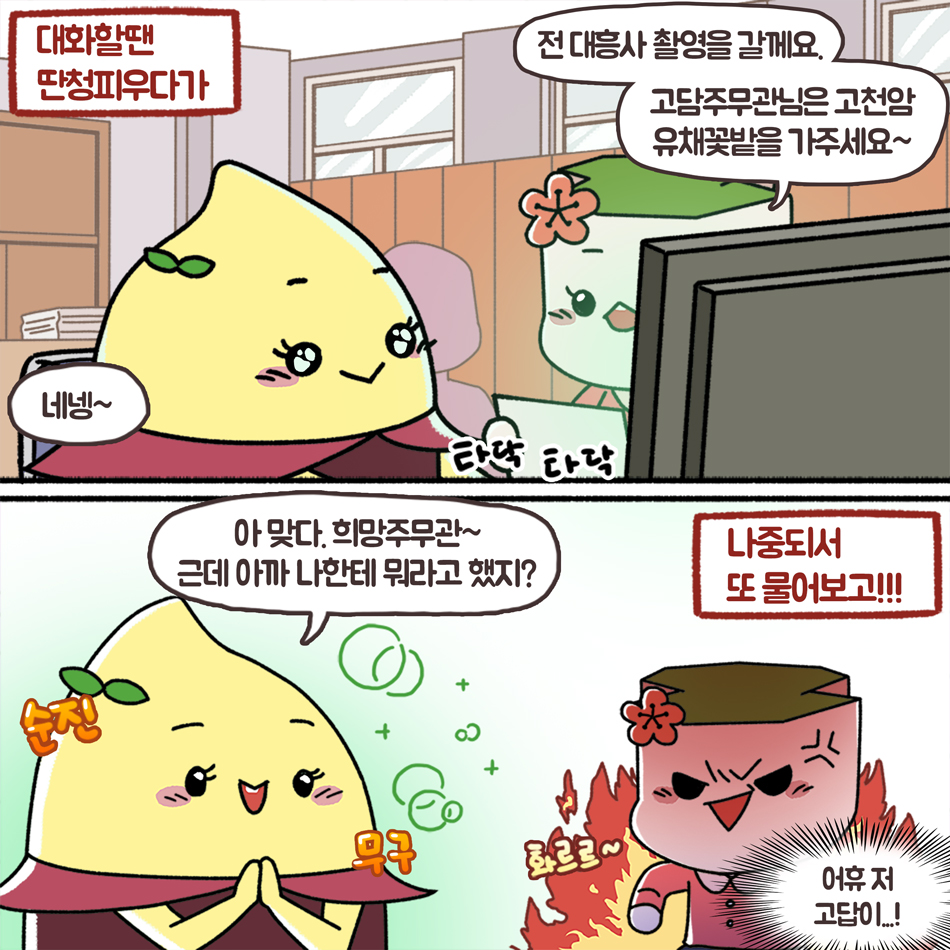 대화할땐
딴청피우다가
전 대흥사 촬영을 갈께요.
고담주무관님은 고천암
유채꽃밭을 가주세요~
네넹~
타닥 타닥
아 맞다. 희망주무관~
근데 아까 나한테 뭐라고 했지?
나중되서
또 물어보고!!!
순진
무구
화르르~
어휴 저
고답이...!